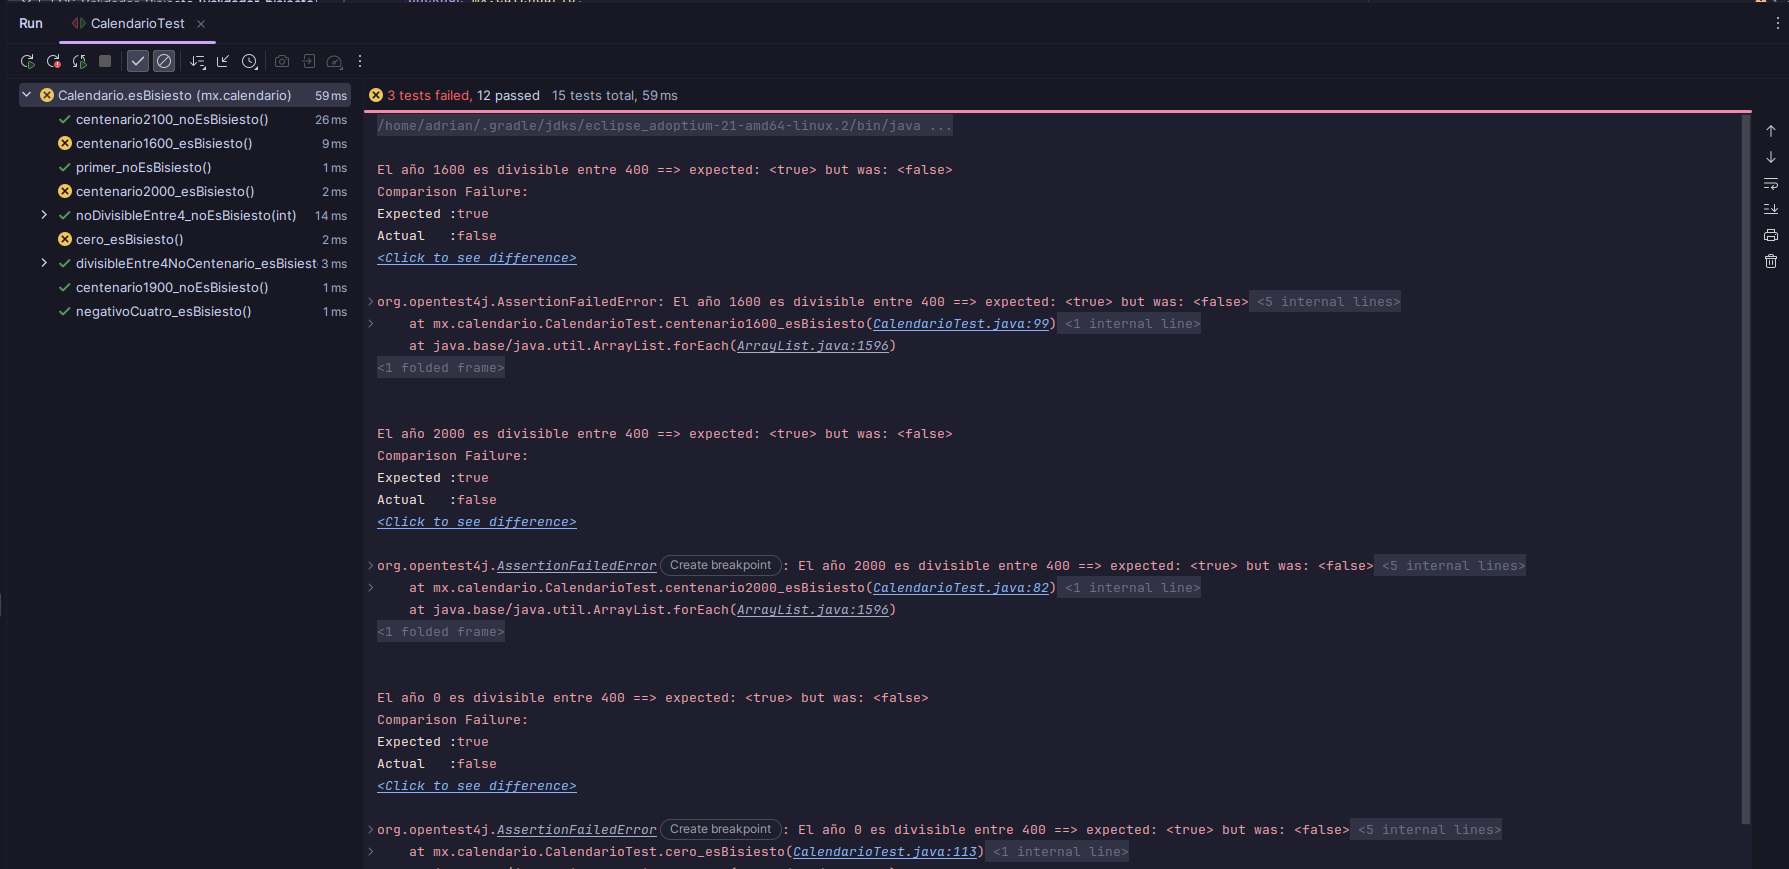 Run
CalendarioTest
Calendario.esBisiesto (mx.calendario) 59 ms
centenario2100_noEsBisiesto() 26 ms
centenario1600_esBisiesto() 9 ms
primer_noEsBisiesto() 1 ms
centenario2000_esBisiesto() 2 ms
noDivisibleEntre4_noEsBisiesto(int) 14 ms
cero_esBisiesto() 2 ms
divisibleEntre4NoCentenario_esBisiest 3 ms
centenario1900_noEsBisiesto() 1 ms
negativoCuatro_esBisiesto() 1 ms
3 tests failed, 12 passed 15 tests total, 59 ms
/home/adrian/.gradle/jdks/eclipse_adoptium-21-amd64-linux.2/bin/java ...
El año 1600 es divisible entre 400 ==> expected: <true> but was: <false>
Comparison Failure:
Expected :true
Actual   :false
<Click to see difference>
org.opentest4j.AssertionFailedError: El año 1600 es divisible entre 400 ==> expected: <true> but was: <false> <5 internal lines>
at mx.calendario.CalendarioTest.centenario1600_esBisiesto(CalendarioTest.java:99) <1 internal line>
at java.base/java.util.ArrayList.forEach(ArrayList.java:1596)
<1 folded frame>
El año 2000 es divisible entre 400 ==> expected: <true> but was: <false>
Comparison Failure:
Expected :true
Actual   :false
<Click to see difference>
org.opentest4j.AssertionFailedError Create breakpoint : El año 2000 es divisible entre 400 ==> expected: <true> but was: <false> <5 internal lines>
at mx.calendario.CalendarioTest.centenario2000_esBisiesto(CalendarioTest.java:82) <1 internal line>
at java.base/java.util.ArrayList.forEach(ArrayList.java:1596)
<1 folded frame>
El año 0 es divisible entre 400 ==> expected: <true> but was: <false>
Comparison Failure:
Expected :true
Actual   :false
<Click to see difference>
org.opentest4j.AssertionFailedError Create breakpoint : El año 0 es divisible entre 400 ==> expected: <true> but was: <false> <5 internal lines>
at mx.calendario.CalendarioTest.cero_esBisiesto(CalendarioTest.java:113) <1 internal line>